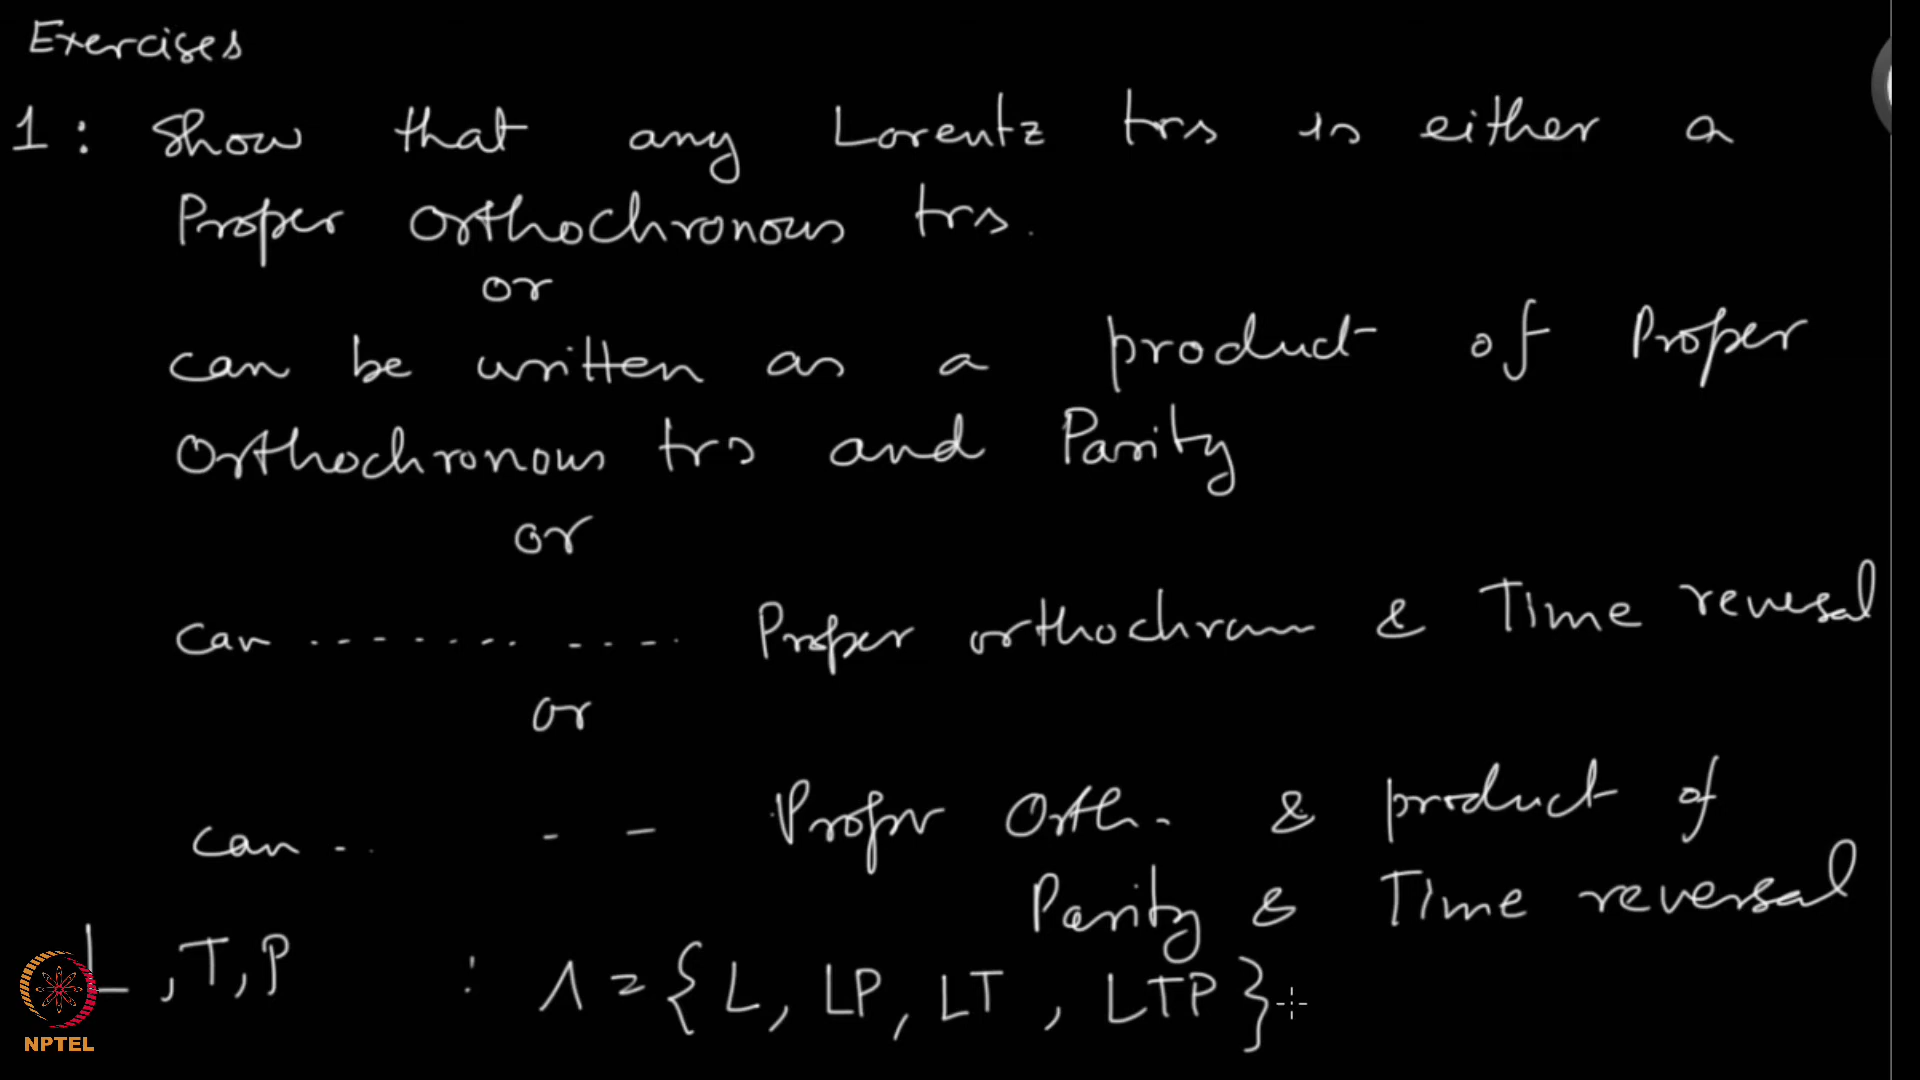 Exercises
1: Show that any Lorentz trs is either a
Proper Orthochronous trs.
or
can be written as a product of Proper
Orthochronous trs and Parity
or
can ........ .... Proper orthochron & Time reversal
or
can .. - - Proper Orth. & product of
Parity & Time reversal
L, T, P : Λ = { L, LP, LT, LTP }
NPTEL